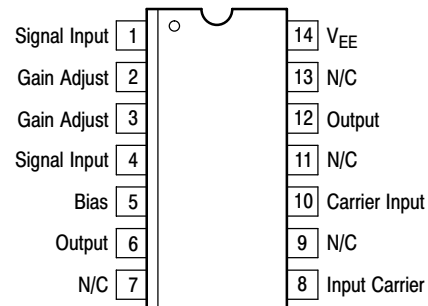 Signal Input 1
Gain Adjust 2
Gain Adjust 3
Signal Input 4
Bias 5
Output 6
N/C 7
14 VEE
13 N/C
12 Output
11 N/C
10 Carrier Input
9 N/C
8 Input Carrier